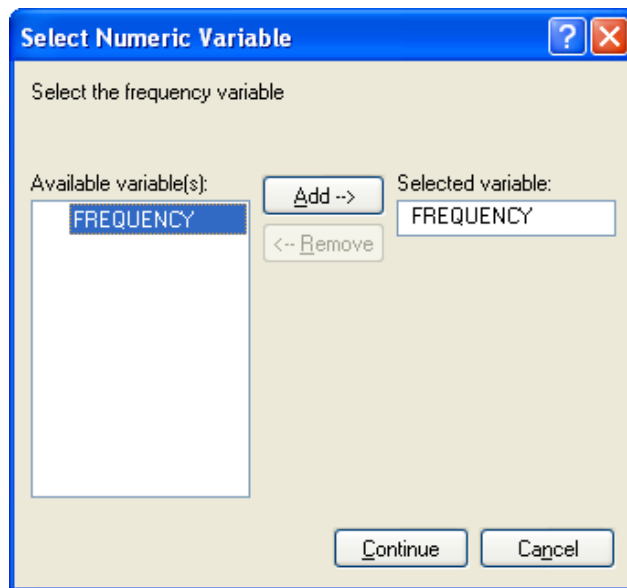 Select Numeric Variable
Select the frequency variable
Available variable(s):
FREQUENCY
Add -->
<-- Remove
Selected variable:
FREQUENCY
Continue
Cancel